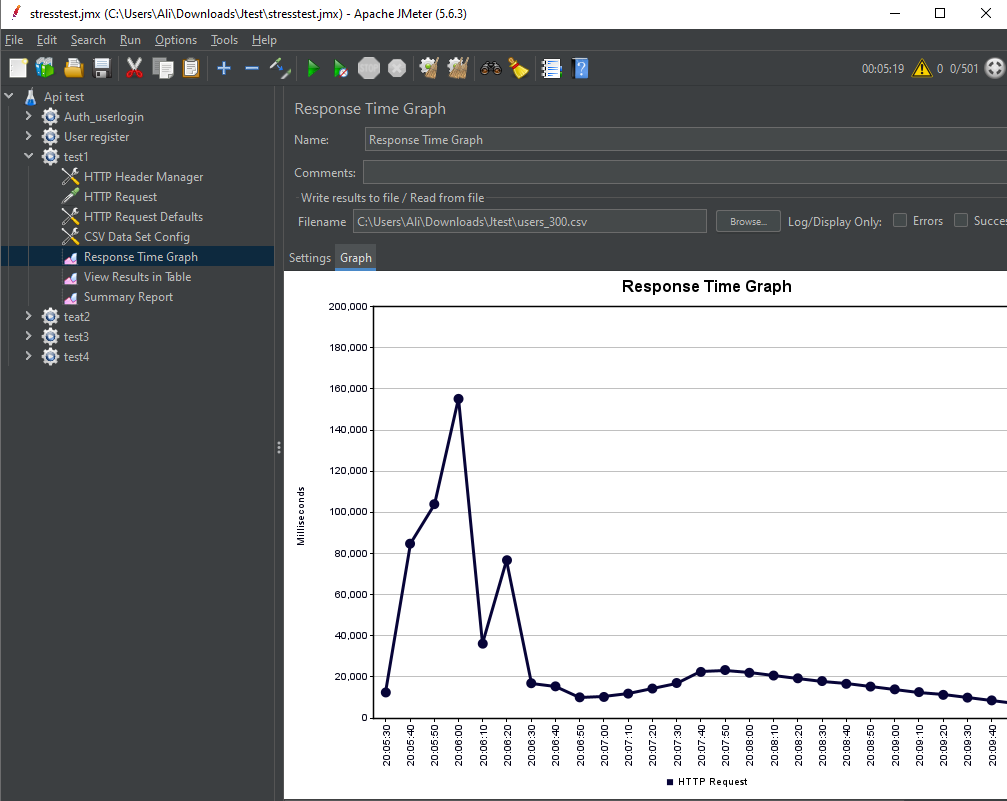 stresstest.jmx (C:\Users\Ali\Downloads\Jtest\stresstest.jmx) - Apache JMeter (5.6.3)
File Edit Search Run Options Tools Help
STOP
00:05:19 0 0/501
Api test
Auth_userlogin
User register
test1
HTTP Header Manager
HTTP Request
HTTP Request Defaults
CSV Data Set Config
Response Time Graph
View Results in Table
Summary Report
teat2
test3
test4
Response Time Graph
Name: Response Time Graph
Comments:
Write results to file / Read from file
Filename C:\Users\Ali\Downloads\Jtest\users_300.csv Browse... Log/Display Only: Errors Succes
Settings Graph
Response Time Graph
200,000
180,000
160,000
140,000
120,000
100,000
80,000
60,000
40,000
20,000
0
Milliseconds
20:05:30 20:05:40 20:05:50 20:06:00 20:06:10 20:06:20 20:06:30 20:06:40 20:06:50 20:07:00 20:07:10 20:07:20 20:07:30 20:07:40 20:07:50 20:08:00 20:08:10 20:08:20 20:08:30 20:08:40 20:08:50 20:09:00 20:09:10 20:09:20 20:09:30 20:09:40
HTTP Request